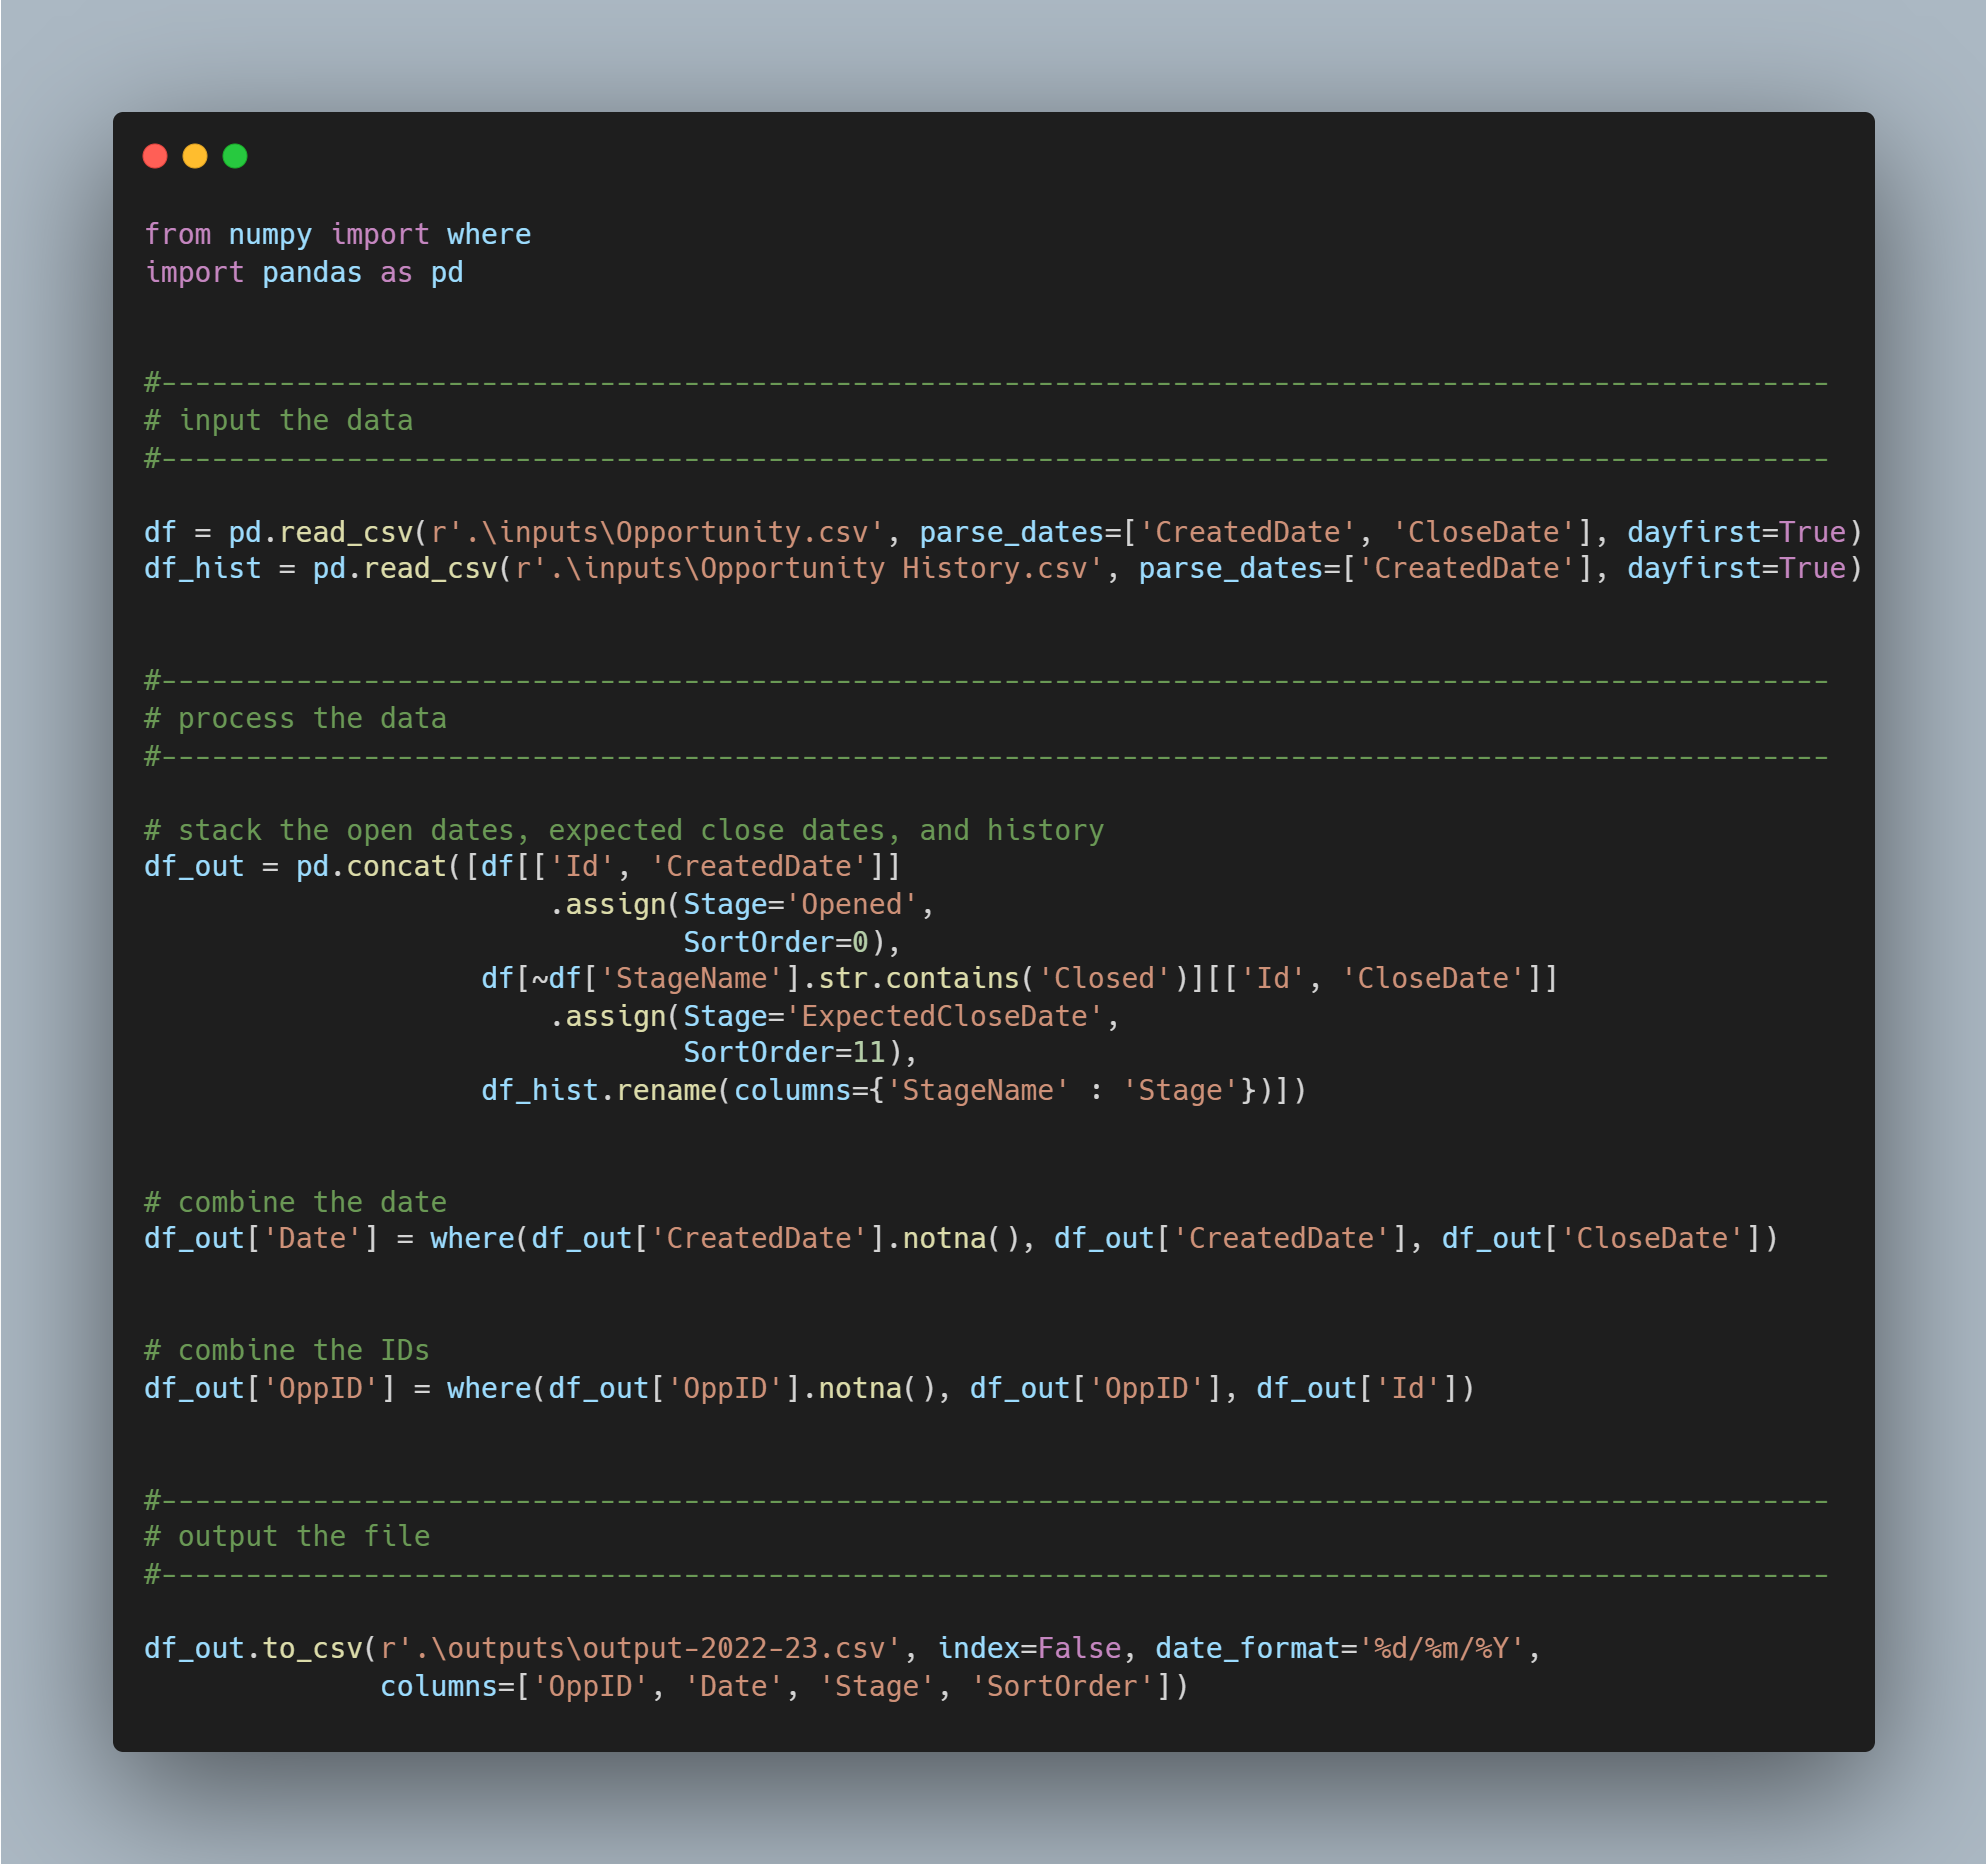 from numpy import where
import pandas as pd
#---------------------------------------------------------------------------------------------------
# input the data
#---------------------------------------------------------------------------------------------------
df = pd.read_csv(r'.\inputs\Opportunity.csv', parse_dates=['CreatedDate', 'CloseDate'], dayfirst=True)
df_hist = pd.read_csv(r'.\inputs\Opportunity History.csv', parse_dates=['CreatedDate'], dayfirst=True)
#---------------------------------------------------------------------------------------------------
# process the data
#---------------------------------------------------------------------------------------------------
# stack the open dates, expected close dates, and history
df_out = pd.concat([df[['Id', 'CreatedDate']]
                        .assign(Stage='Opened',
                                SortOrder=0),
                    df[~df['StageName'].str.contains('Closed')][['Id', 'CloseDate']]
                        .assign(Stage='ExpectedCloseDate',
                                SortOrder=11),
                    df_hist.rename(columns={'StageName' : 'Stage'})])
# combine the date
df_out['Date'] = where(df_out['CreatedDate'].notna(), df_out['CreatedDate'], df_out['CloseDate'])
# combine the IDs
df_out['OppID'] = where(df_out['OppID'].notna(), df_out['OppID'], df_out['Id'])
#---------------------------------------------------------------------------------------------------
# output the file
#---------------------------------------------------------------------------------------------------
df_out.to_csv(r'.\outputs\output-2022-23.csv', index=False, date_format='%d/%m/%Y',
              columns=['OppID', 'Date', 'Stage', 'SortOrder'])